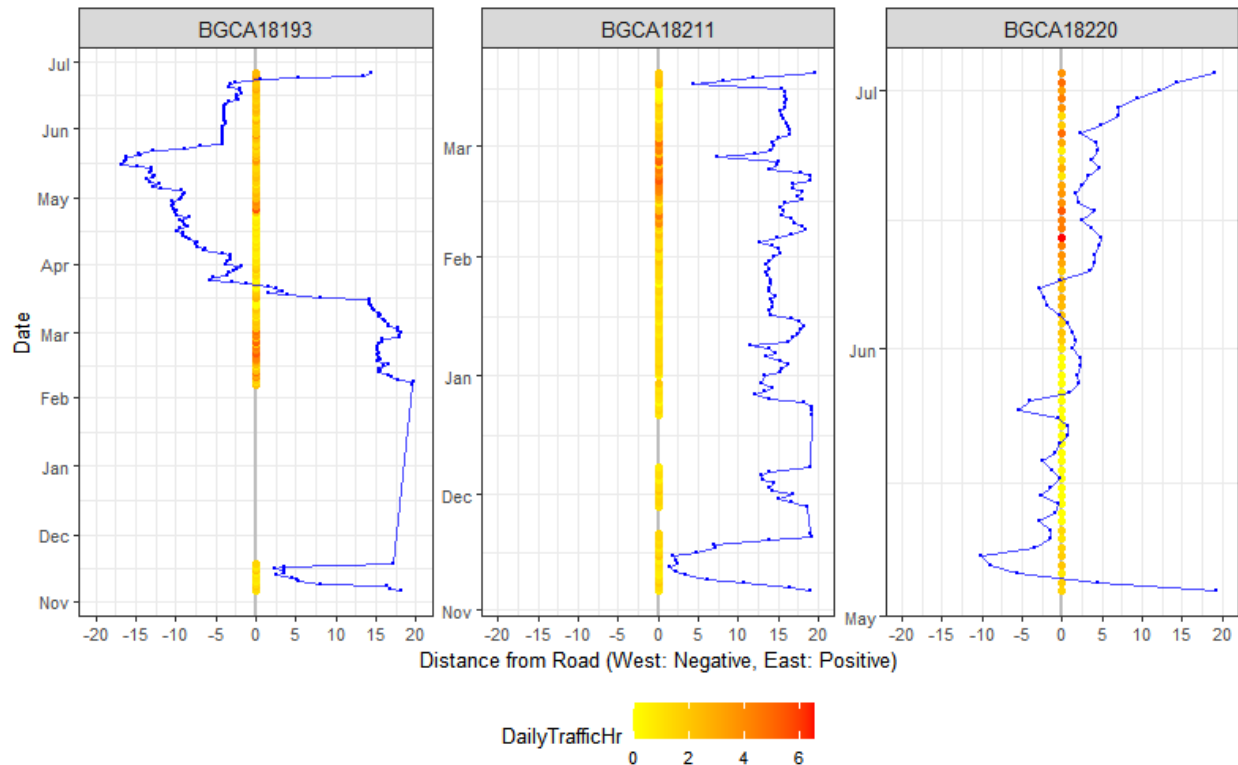 BGCA18193 BGCA18211 BGCA18220
Date
Jul
Jun
May
Apr
Mar
Feb
Jan
Dec
Nov
-20 -15 -10 -5 0 5 10 15 20
Mar
Feb
Jan
Dec
Nov
-20 -15 -10 -5 0 5 10 15 20
Jul
Jun
May
-20 -15 -10 -5 0 5 10 15 20
Distance from Road (West: Negative, East: Positive)
DailyTrafficHr
0 2 4 6